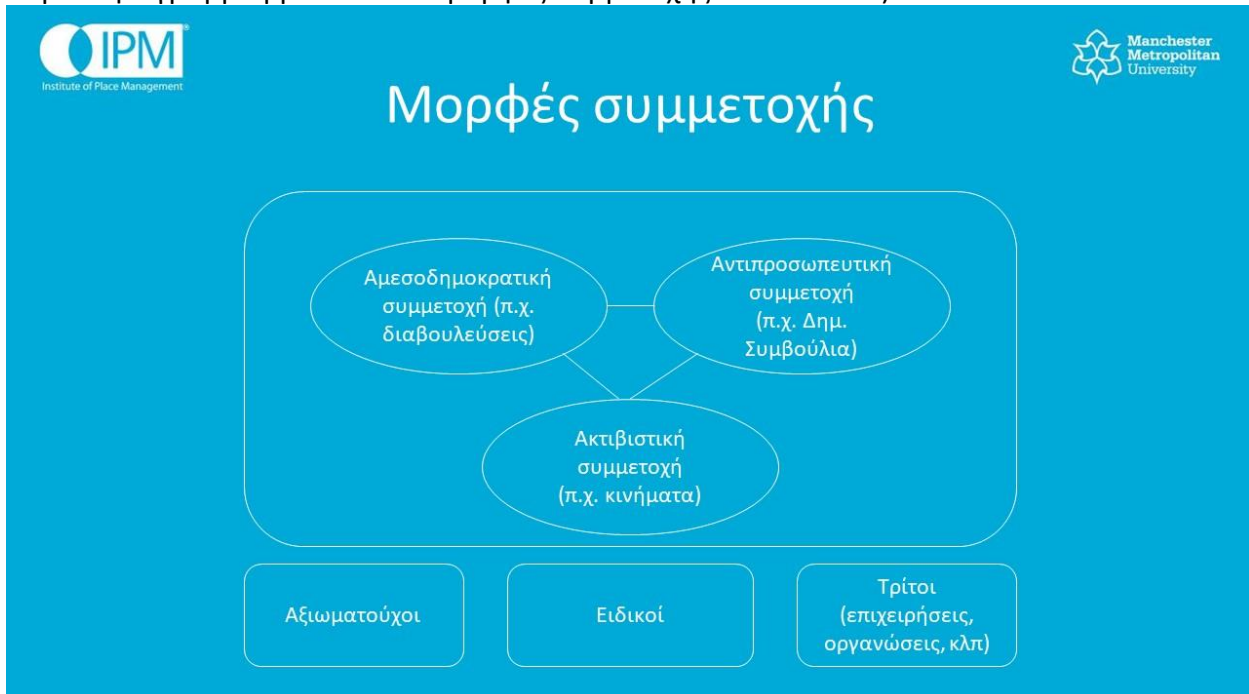 IPM
Institute of Place Management
Manchester
Metropolitan
University
Μορφές συμμετοχής
Αμεσοδημοκρατική
συμμετοχή (π.χ.
διαβουλεύσεις)
Αντιπροσωπευτική
συμμετοχή
(π.χ. Δημ.
Συμβούλια)
Ακτιβιστική
συμμετοχή
(π.χ. κινήματα)
Αξιωματούχοι
Ειδικοί
Τρίτοι
(επιχειρήσεις,
οργανώσεις, κλπ)